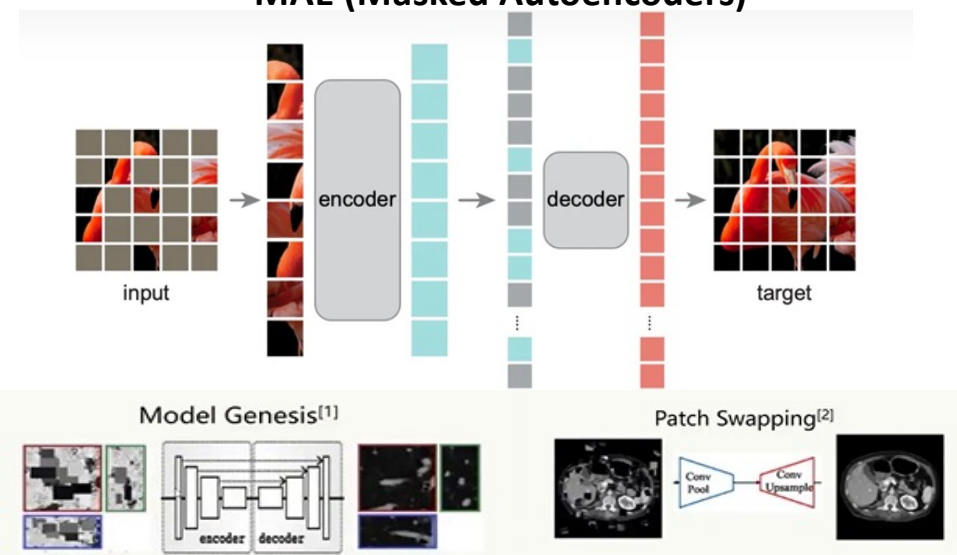 MAE (Masked Autoencoders)
encoder
decoder
input
target
Model Genesis[1]
Patch Swapping[2]
Conv
Pool
Conv
Upsample
encoder
decoder